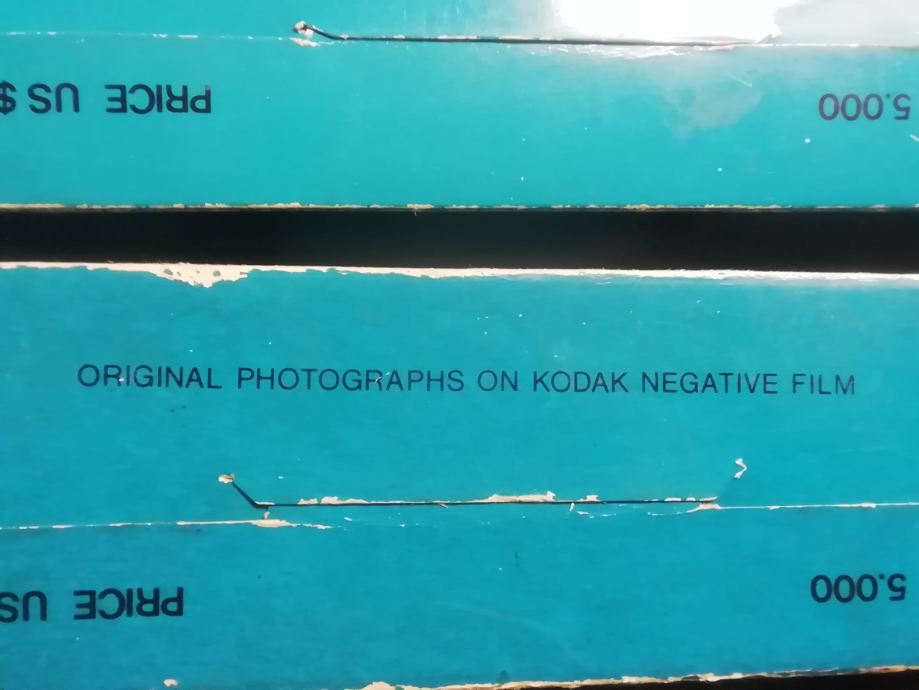 PRICE US $
5.000
ORIGINAL PHOTOGRAPHS ON KODAK NEGATIVE FILM
PRICE US
5.000